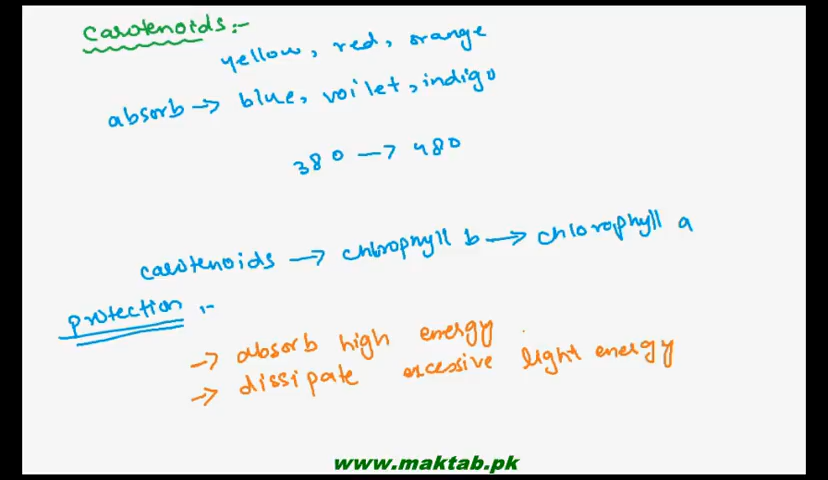 Carotenoids:-
yellow, red, orange
absorb → blue, voilet, indigo
380 → 480
carotenoids → chlorophyll b → chlorophyll a
Protection :-
→ absorb high energy
→ dissipate excessive light energy
www.maktab.pk